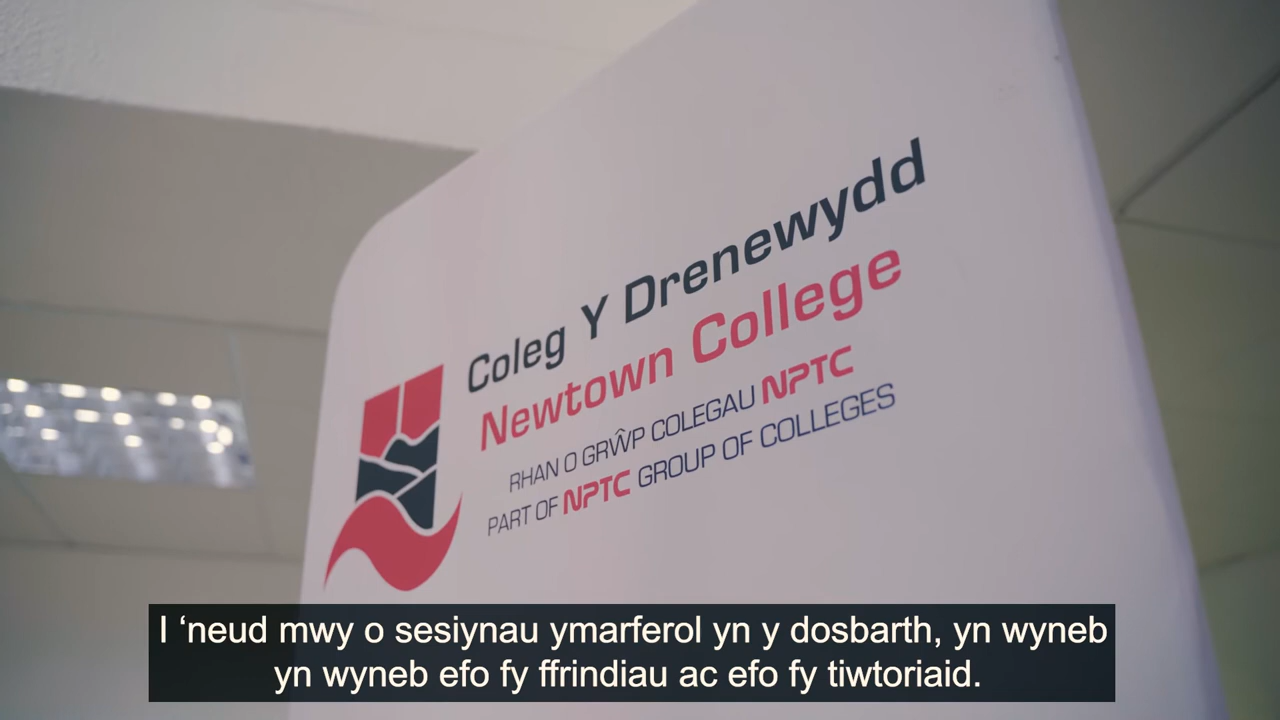 Coleg Y Drenewydd
Newtown College
RHAN O GRŴP COLEGAU NPTC
PART OF NPTC GROUP OF COLLEGES
I ‘neud mwy o sesiynau ymarferol yn y dosbarth, yn wyneb
yn wyneb efo fy ffrindiau ac efo fy tiwtoriaid.